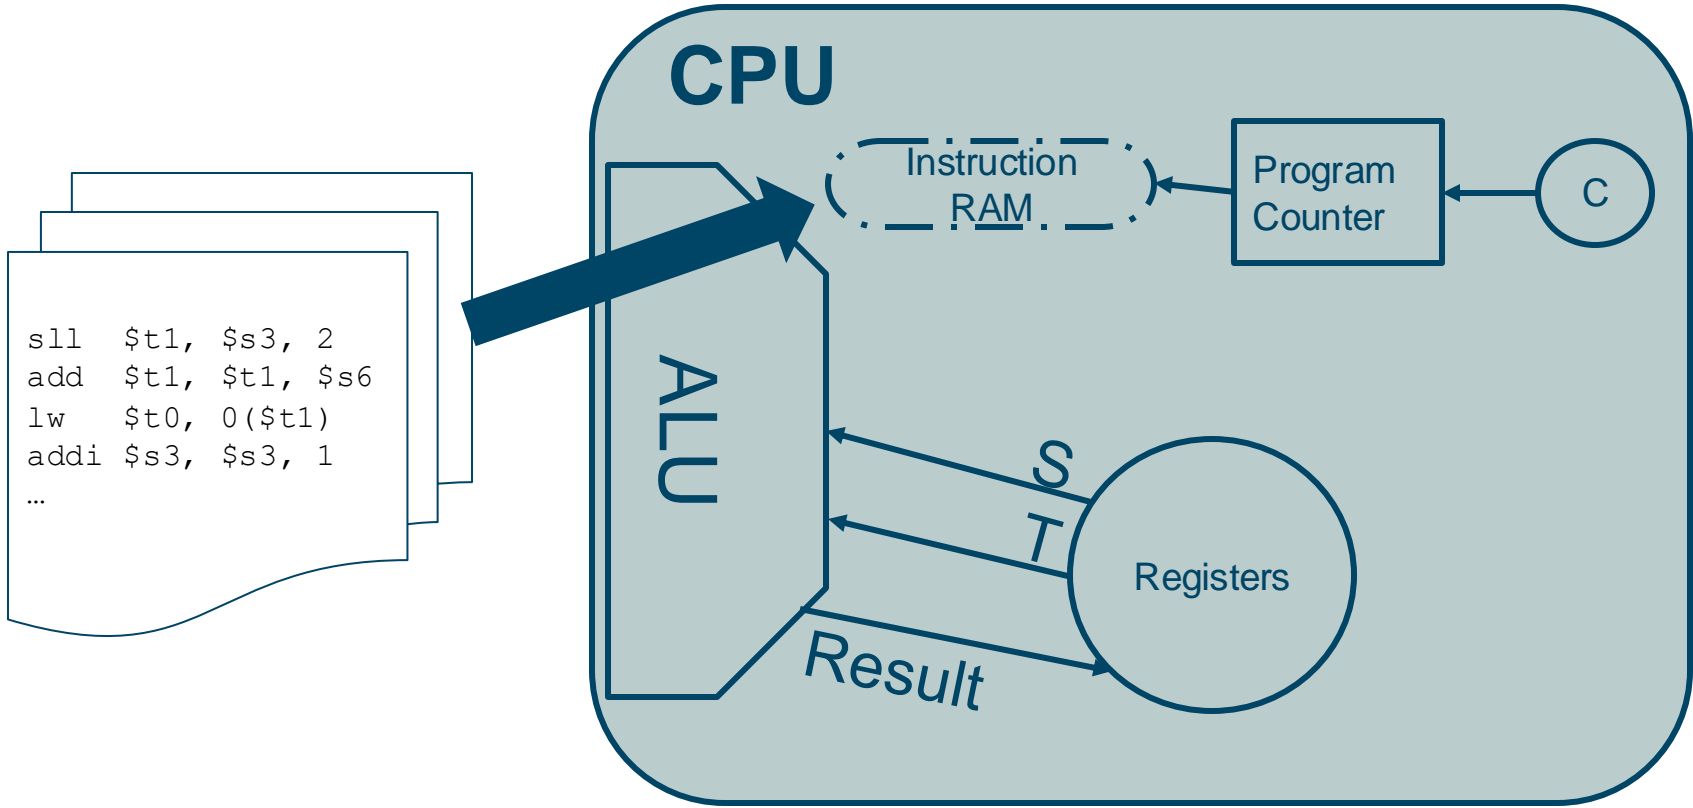 CPU
Instruction
RAM
Program
Counter
C
sll  $t1, $s3, 2
add  $t1, $t1, $s6
lw   $t0, 0($t1)
addi $s3, $s3, 1
…
ALU
S
T
Registers
Result